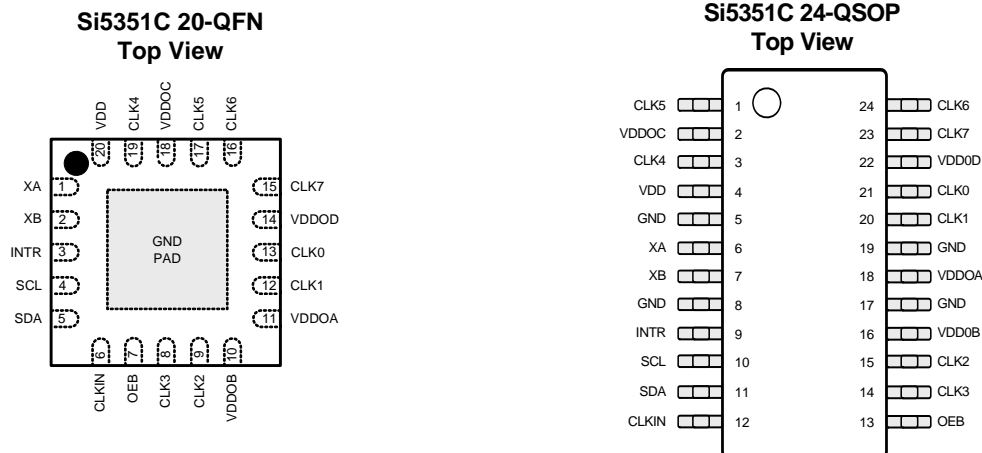 Si5351C 20-QFN
Top View
VDD
CLK4
VDDOC
CLK5
CLK6
20
19
18
17
16
XA 1
XB 2
INTR 3
SCL 4
SDA 5
GND
PAD
15 CLK7
14 VDDOD
13 CLK0
12 CLK1
11 VDDOA
6
7
8
9
10
CLKIN
OEB
CLK3
CLK2
VDDOB
Si5351C 24-QSOP
Top View
CLK5 1 24 CLK6
VDDOC 2 23 CLK7
CLK4 3 22 VDD0D
VDD 4 21 CLK0
GND 5 20 CLK1
XA 6 19 GND
XB 7 18 VDDOA
GND 8 17 GND
INTR 9 16 VDD0B
SCL 10 15 CLK2
SDA 11 14 CLK3
CLKIN 12 13 OEB